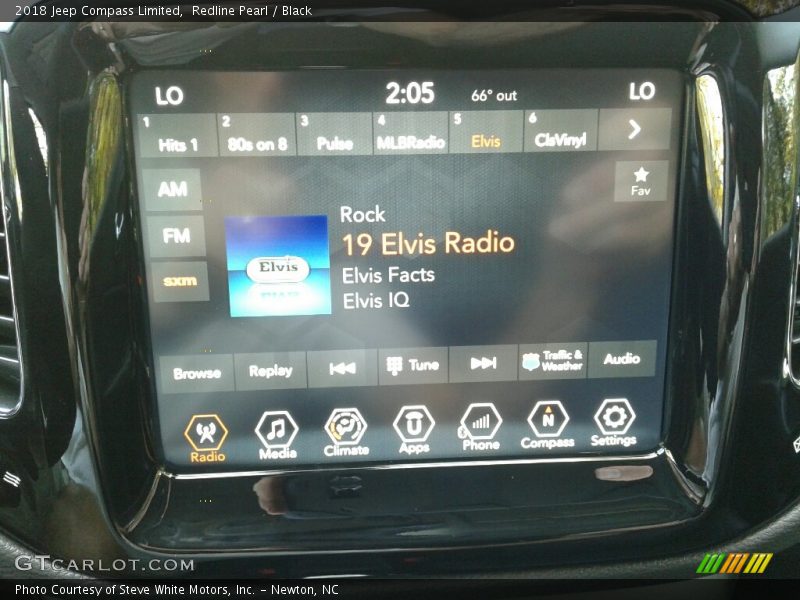 2018 Jeep Compass Limited,  Redline Pearl / Black
LO 2:05 66° out LO
1 Hits 1 2 80s on 8 3 Pulse 4 MLBRadio 5 Elvis 6 ClsVinyl
Fav
AM
FM
sxm
Elvis
Rock
19 Elvis Radio
Elvis Facts
Elvis IQ
Browse Replay Tune Traffic & Weather Audio
Radio Media Climate Apps Phone Compass Settings
N
GTCARLOT.COM
Photo Courtesy of Steve White Motors, Inc. – Newton, NC